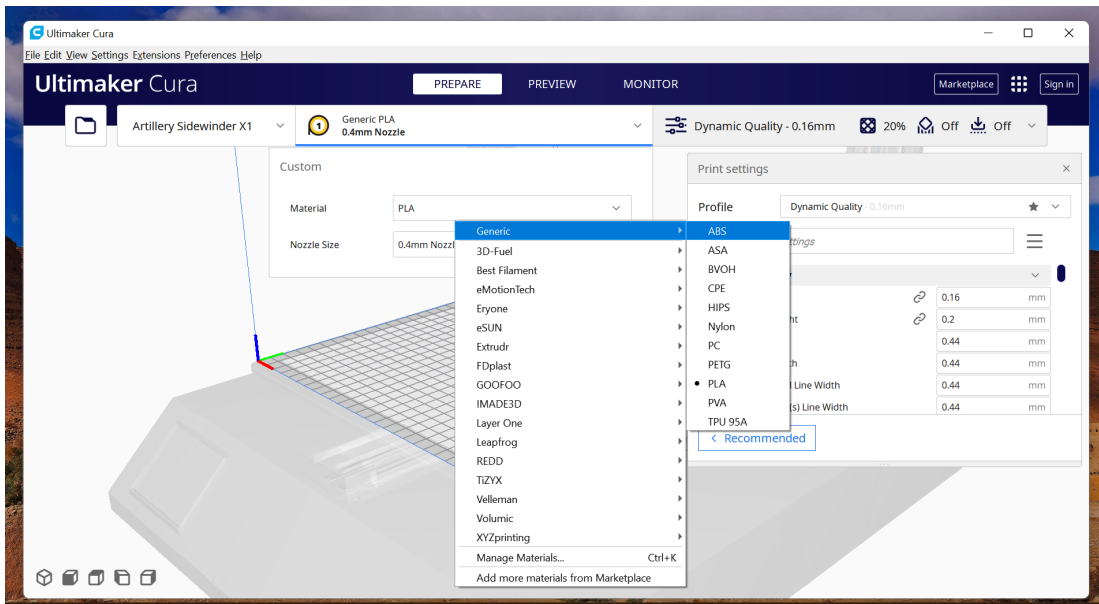 Ultimaker Cura
File Edit View Settings Extensions Preferences Help
Ultimaker Cura
PREPARE
PREVIEW
MONITOR
Marketplace
Sign in
Artillery Sidewinder X1
1
Generic PLA
0.4mm Nozzle
Dynamic Quality - 0.16mm
20%
Off
Off
Custom
Material
PLA
Nozzle Size
0.4mm Nozzl
Generic
3D-Fuel
Best Filament
eMotionTech
Eryone
eSUN
Extrudr
FDplast
GOOFOO
IMADE3D
Layer One
Leapfrog
REDD
TiZYX
Velleman
Volumic
XYZprinting
Manage Materials... Ctrl+K
Add more materials from Marketplace
ABS
ASA
BVOH
CPE
HIPS
Nylon
PC
PETG
PLA
PVA
TPU 95A
Print settings
Profile
Dynamic Quality - 0.16mm
ttings
0.16 mm
ht
0.2 mm
0.44 mm
h
0.44 mm
l Line Width
0.44 mm
(s) Line Width
0.44 mm
< Recommended